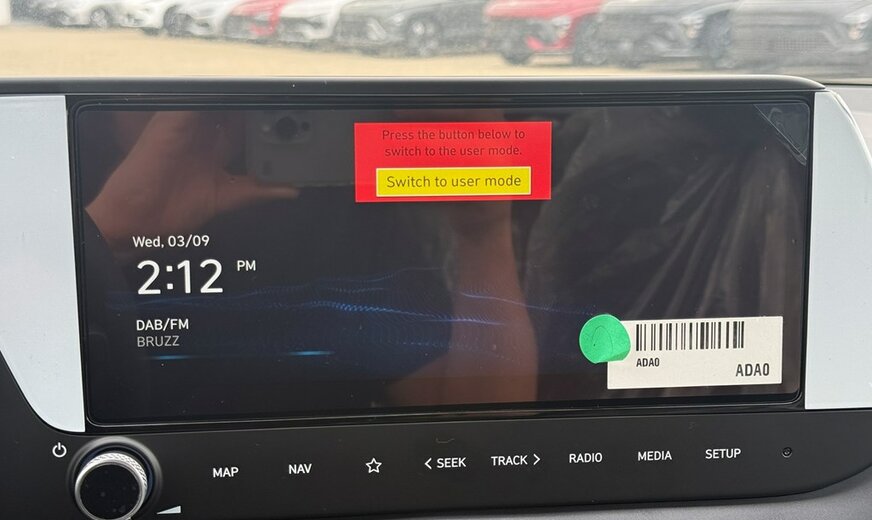 Press the button below to
switch to the user mode.
Switch to user mode
Wed, 03/09
2:12 PM
DAB/FM
BRUZZ
ADA0
ADA0
MAP
NAV
< SEEK
TRACK >
RADIO
MEDIA
SETUP